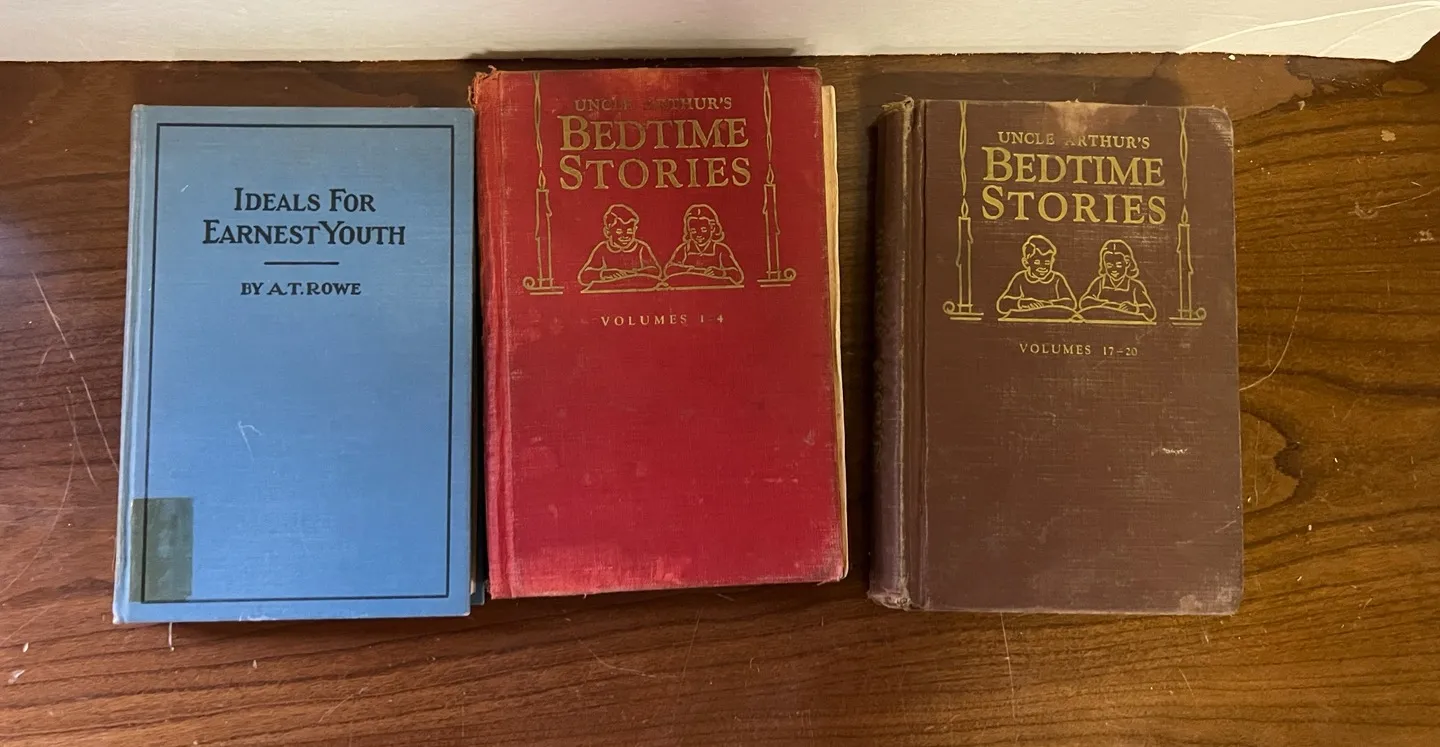 IDEALS FOR
EARNEST YOUTH
BY A.T. ROWE
UNCLE ARTHUR'S
BEDTIME
STORIES
VOLUMES 1-4
UNCLE ARTHUR'S
BEDTIME
STORIES
VOLUMES 17-20